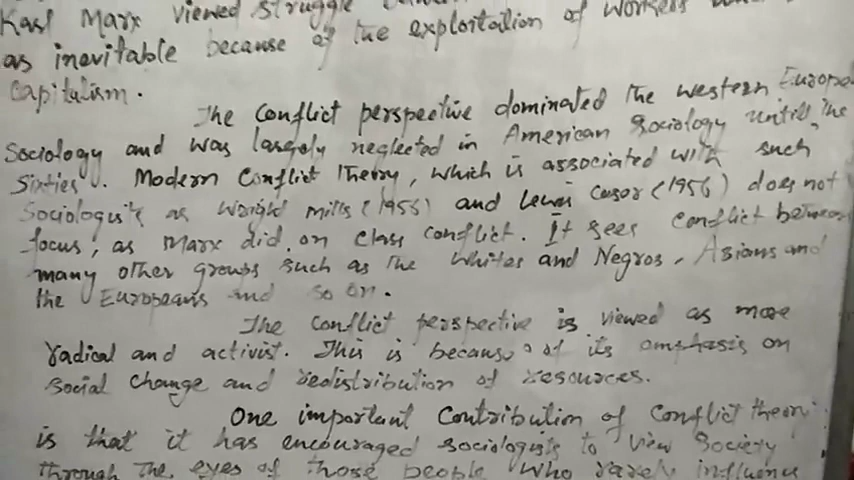 Karl Marx viewed struggle
as inevitable because of the exploitation of workers
capitalism.
The conflict perspective dominated the western Europe
Sociology and was largely neglected in American sociology untill the
Sixties. Modern Conflict Theory, which is associated with such
Sociologists as Wright Mills (1956) and Lewis Coser (1956) does not
focus, as Marx did, on class conflict. It sees conflict between
many other groups such as the Whites and Negros, Asians and
the Europeans and so on.
The conflict perspective is viewed as more
radical and activist. This is because of its emphasis on
social change and redistribution of resources.
One important contribution of conflict theory
is that it has encouraged sociologists to view society
through the eyes of those people who rarely influence